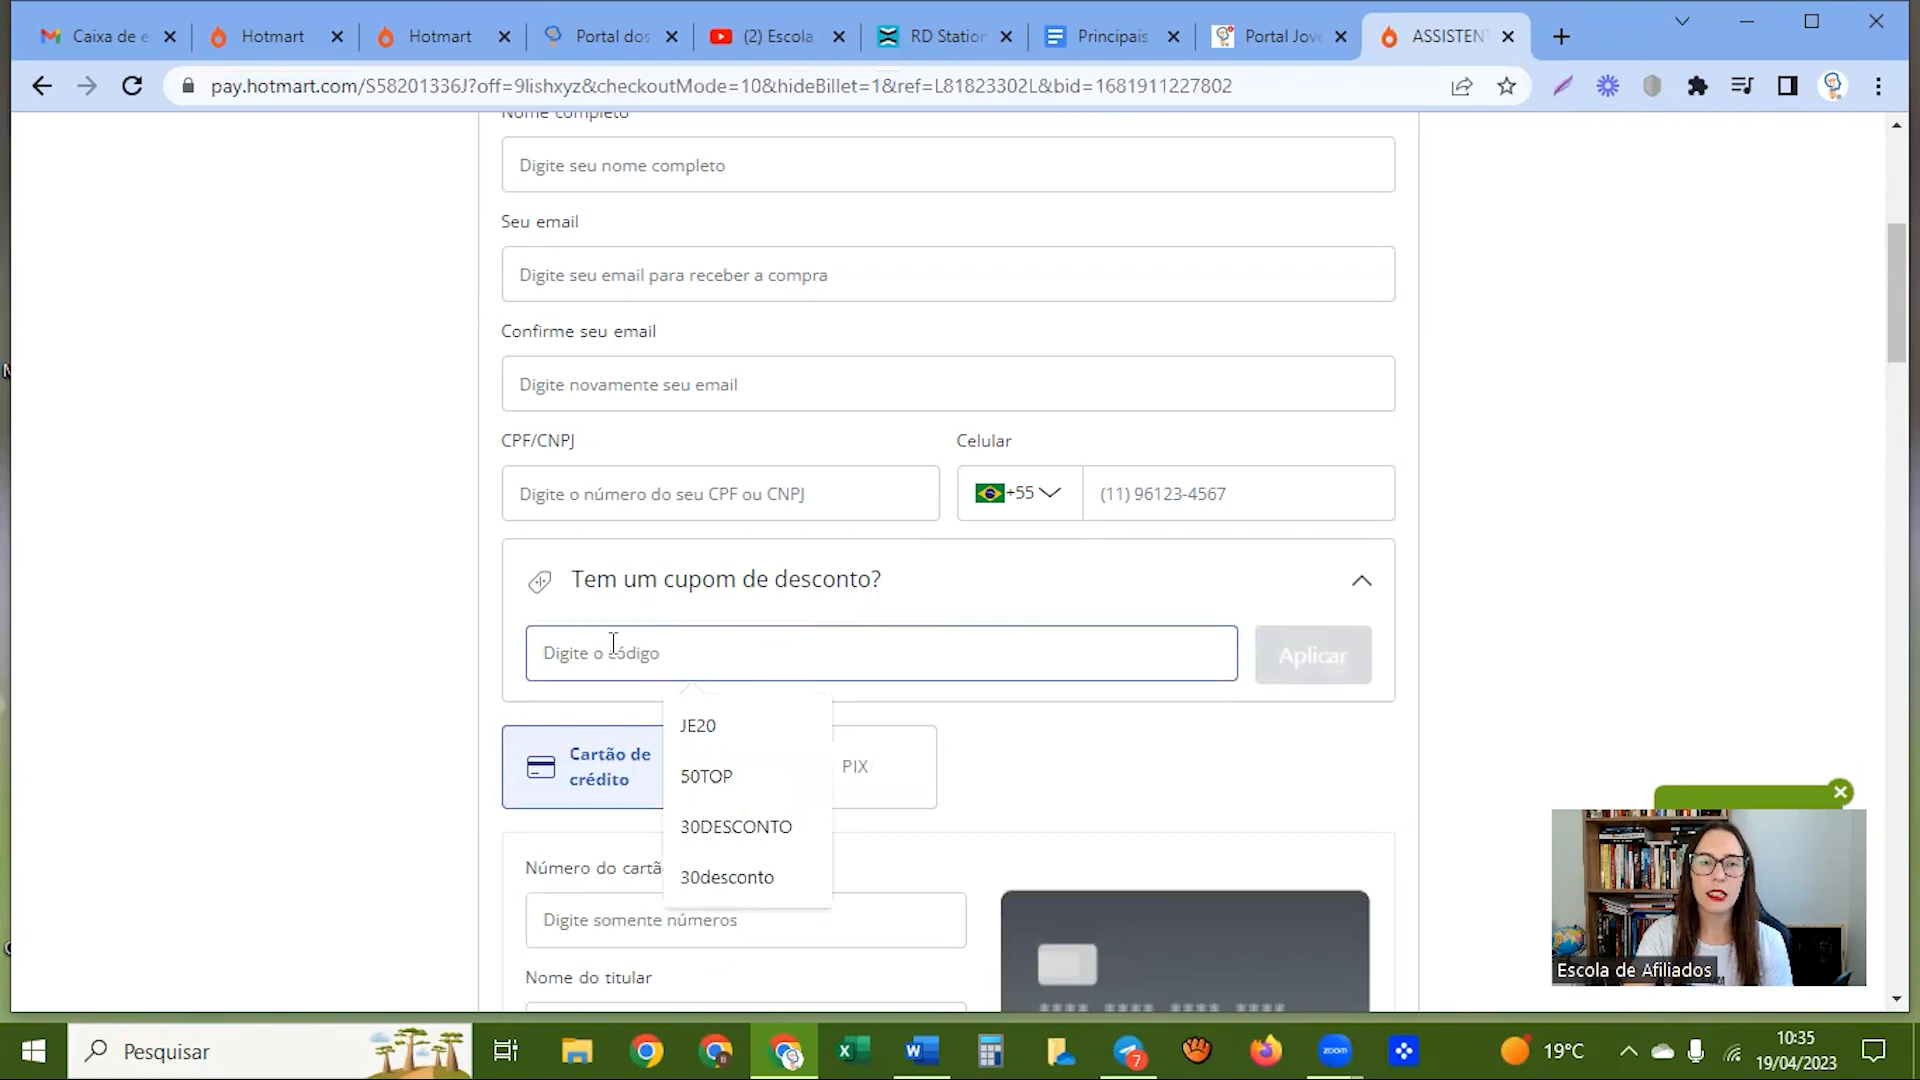 Caixa de e
Hotmart
Hotmart
Portal dos
(2) Escola
RD Station
Principais
Portal Jove
ASSISTENT
pay.hotmart.com/S58201336J?off=9lishxyz&checkoutMode=10&hideBillet=1&ref=L81823302L&bid=1681911227802
Nome completo
Digite seu nome completo
Seu email
Digite seu email para receber a compra
Confirme seu email
Digite novamente seu email
CPF/CNPJ
Celular
Digite o número do seu CPF ou CNPJ
+55
(11) 96123-4567
Tem um cupom de desconto?
Digite o código
Aplicar
JE20
50TOP
30DESCONTO
30desconto
Cartão de
crédito
PIX
Número do cartã
Digite somente números
Nome do titular
**** **** **** ****
Escola de Afiliados
Pesquisar
7
zoom
19°C
10:35
19/04/2023